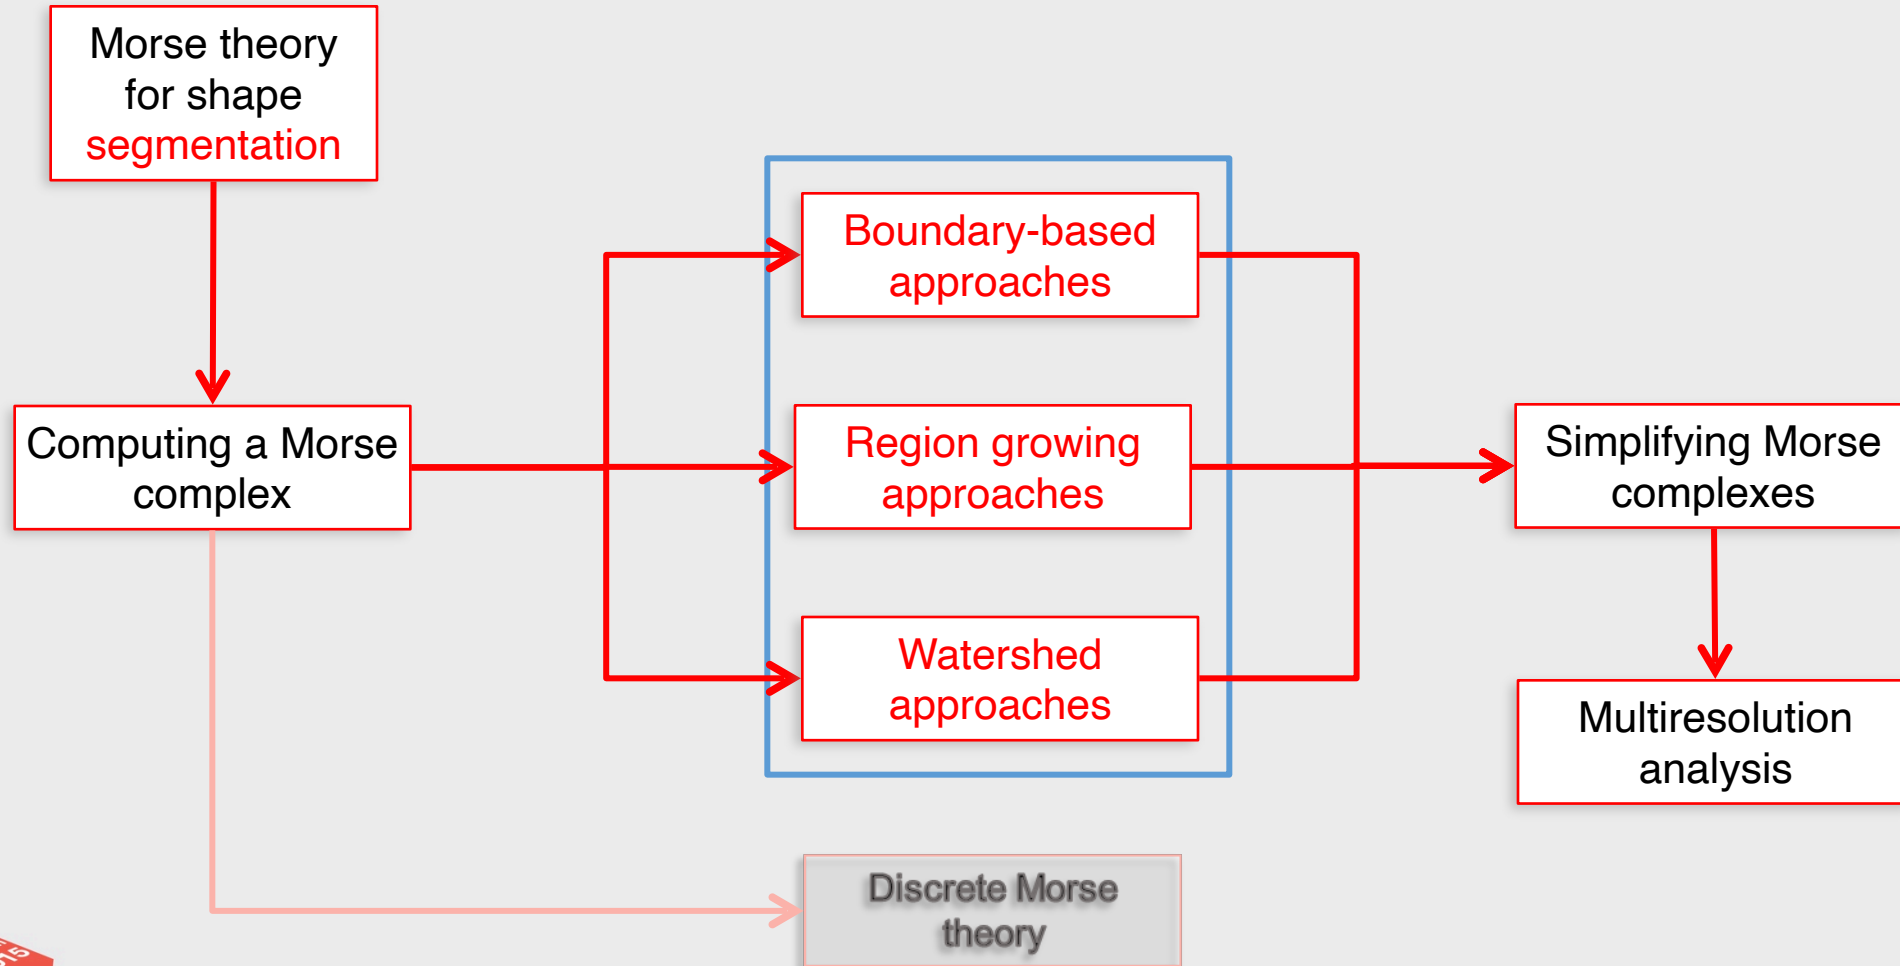 Morse theory
for shape
segmentation
Computing a Morse
complex
Boundary-based
approaches
Region growing
approaches
Watershed
approaches
Simplifying Morse
complexes
Multiresolution
analysis
Discrete Morse
theory